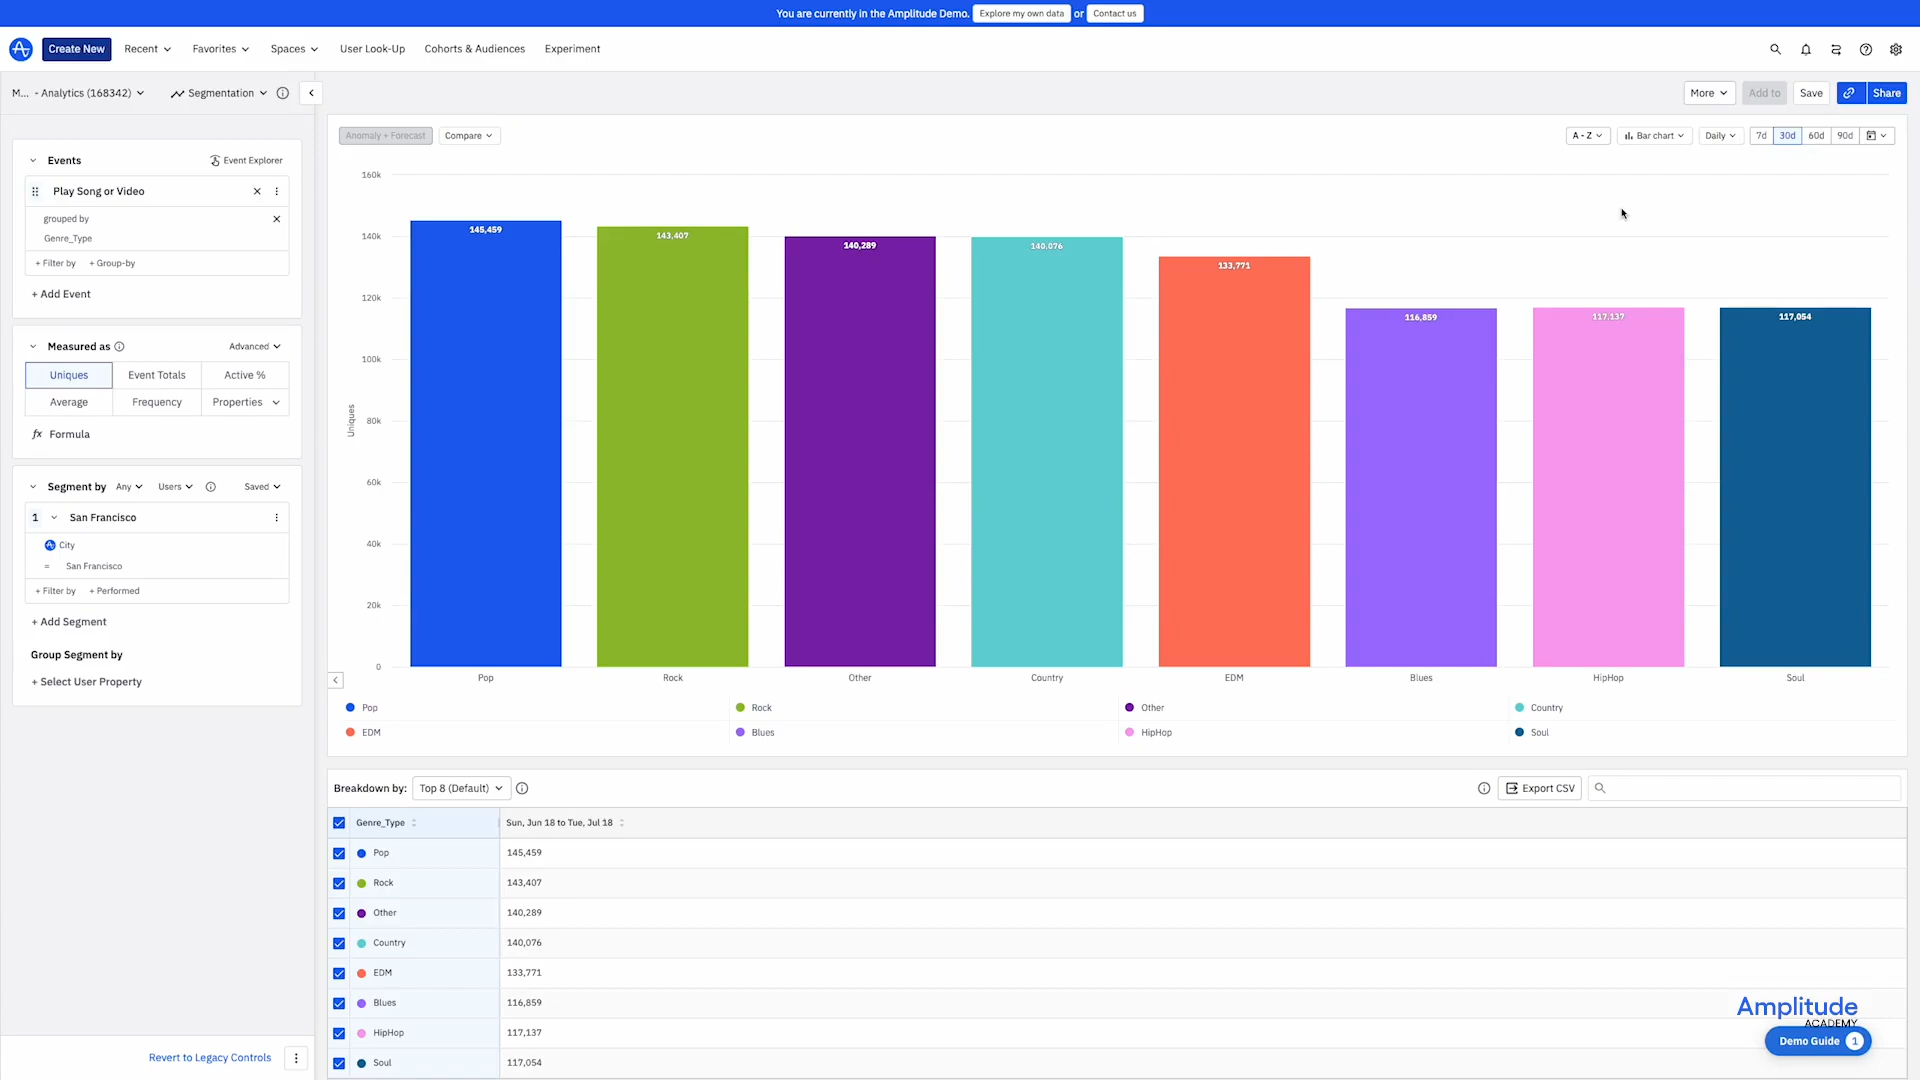 You are currently in the Amplitude Demo. Explore my own data or Contact us
Create New Recent Favorites Spaces User Look-Up Cohorts & Audiences Experiment
M... - Analytics (168342) Segmentation More Add to Save Share
Events Event Explorer
Play Song or Video
grouped by
Genre_Type
+ Filter by + Group-by
+ Add Event
Measured as Advanced
Uniques Event Totals Active %
Average Frequency Properties
fx Formula
Segment by Any Users Saved
1 San Francisco
City
= San Francisco
+ Filter by + Performed
+ Add Segment
Group Segment by
+ Select User Property
Revert to Legacy Controls
Anomaly + Forecast Compare A - Z Bar chart Daily 7d 30d 60d 90d
160k
140k
120k
100k
80k
60k
40k
20k
0
Uniques
145,459 143,407 140,289 140,076 133,771 116,859 117,137 117,054
Pop Rock Other Country EDM Blues HipHop Soul
Pop Rock Other Country
EDM Blues HipHop Soul
Breakdown by: Top 8 (Default) Export CSV
Genre_Type Sun, Jun 18 to Tue, Jul 18
Pop 145,459
Rock 143,407
Other 140,289
Country 140,076
EDM 133,771
Blues 116,859
HipHop 117,137
Soul 117,054
Amplitude
ACADEMY
Demo Guide 1